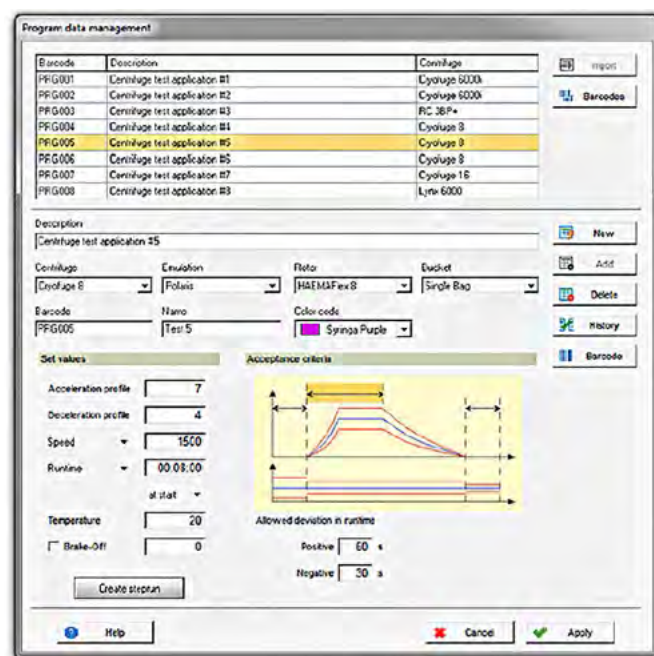 Program data management
Barcode Description Centrifuge
PRG001 Centrifuge test application #1 Cryofuge 6000i
PRG002 Centrifuge test application #2 Cryofuge 6000i
PRG003 Centrifuge test application #3 RC 3BP+
PRG004 Centrifuge test application #4 Cryofuge 8
PRG005 Centrifuge test application #5 Cryofuge 8
PRG006 Centrifuge test application #6 Cryofuge 8
PRG007 Centrifuge test application #7 Cryofuge 16
PRG008 Centrifuge test application #8 Lynx 6000
Import
Barcodes
Description
Centrifuge test application #5
New
Centrifuge Emulation Rotor Bucket
Cryofuge 8 Polaris HAEMAFlex 8 Single Bag
Add
Delete
Barcode Name Color code
PRG005 Test 5 Syringa Purple
History
Barcode
Set values Acceptance criteria
Acceleration profile 7
Deceleration profile 4
Speed 1500
Runtime 00:08:00
at start
Temperature 20
Brake-Off 0
Allowed deviation in runtime
Positive 60 s
Negative 30 s
Create steprun
Help Cancel Apply